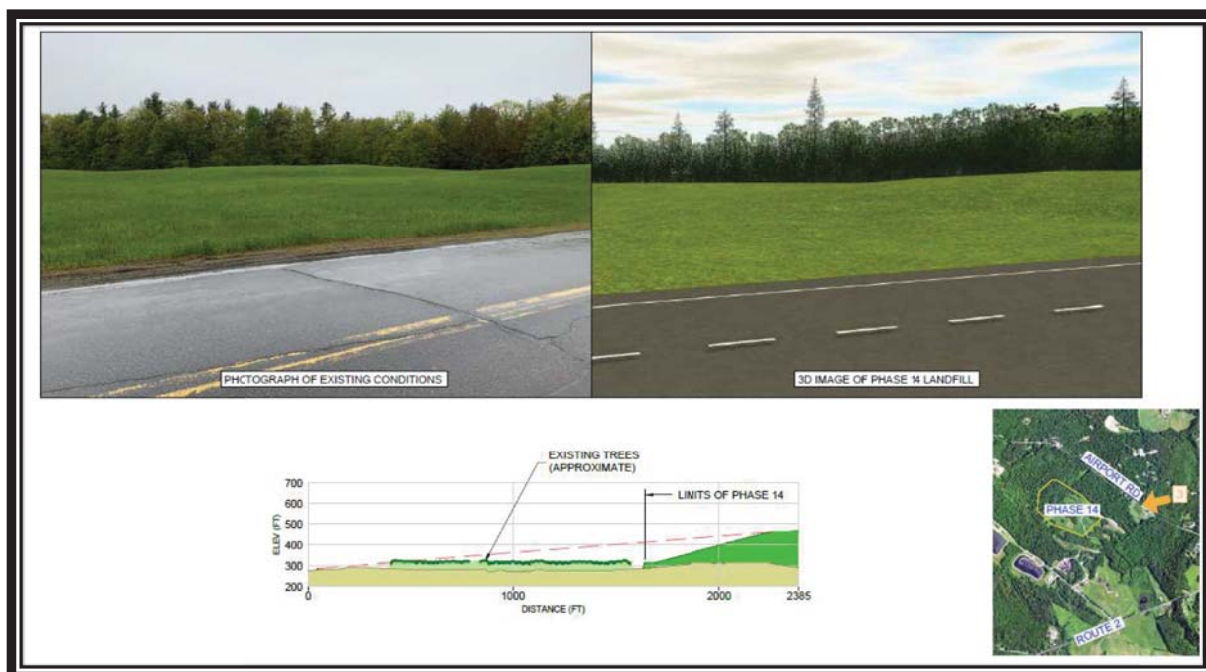 PHOTOGRAPH OF EXISTING CONDITIONS
3D IMAGE OF PHASE 14 LANDFILL
EXISTING TREES
(APPROXIMATE)
LIMITS OF PHASE 14
700
600
500
400
300
200
ELEV (FT)
0
1000
2000
2385
DISTANCE (FT)
AIRPORT RD
3
PHASE 14
ROUTE 2